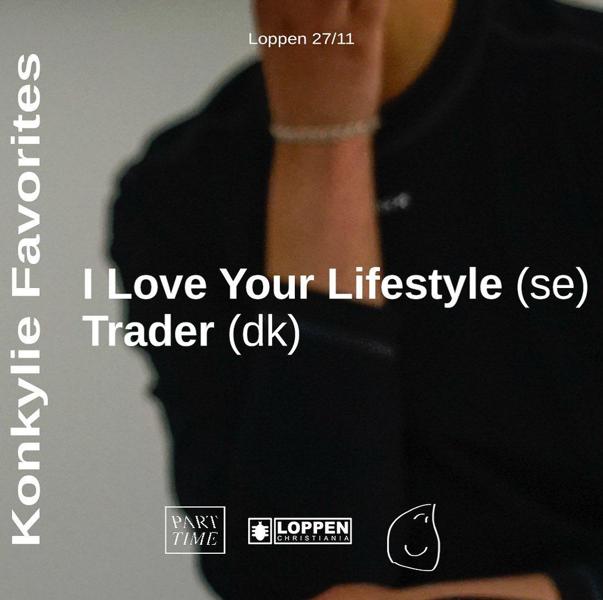 Loppen 27/11
Konkylie Favorites
I Love Your Lifestyle (se)
Trader (dk)
PART
TIME
LOPPEN
CHRISTIANIA